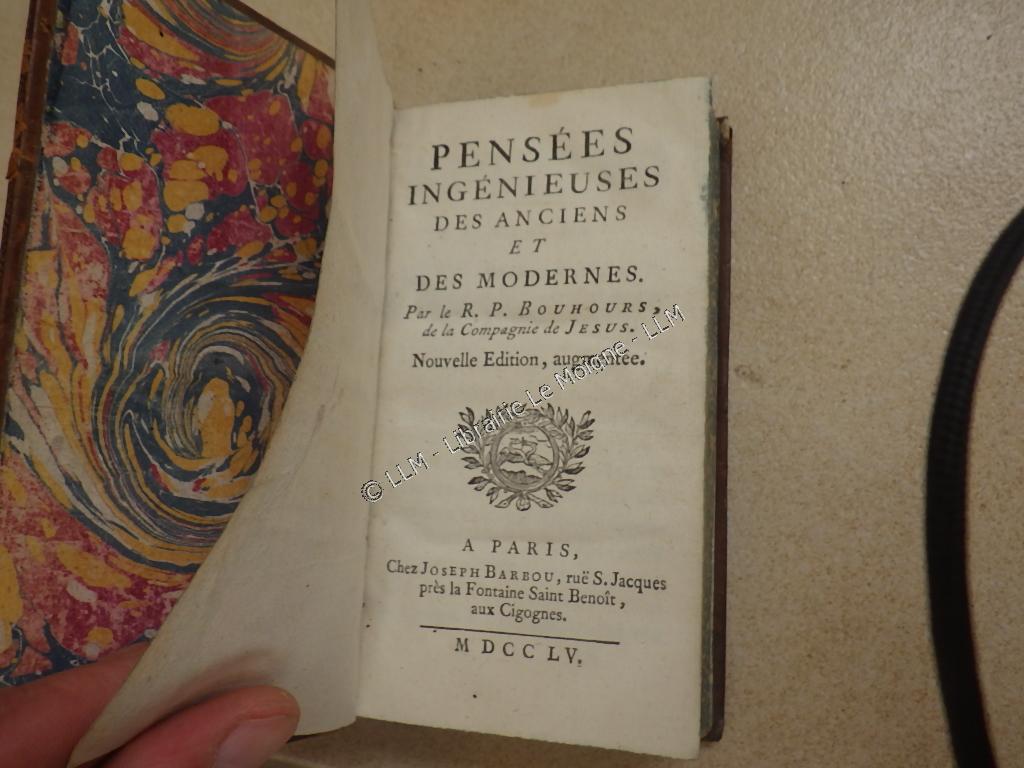 PENSÉES
INGÉNIEUSES
DES ANCIENS
ET
DES MODERNES.
Par le R. P. BOUHOURS,
de la Compagnie de JESUS.
Nouvelle Edition, augmentée.
© LLM - Librairie Le Moigne - LLM
A PARIS,
Chez JOSEPH BARBOU, ruë S. Jacques
près la Fontaine Saint Benoît,
aux Cigognes.
M DCC LV.